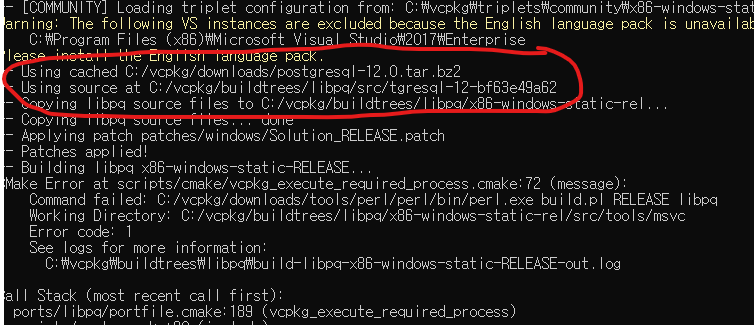 -- [COMMUNITY] Loading triplet configuration from: C:₩vcpkg₩triplets₩community₩x86-windows-st
arning: The following VS instances are excluded because the English language pack is unavailab
C:₩Program Files (x86)₩Microsoft Visual Studio₩2017₩Enterprise
lease install the English language pack.
Using cached C:/vcpkg/downloads/postgresql-12.0.tar.bz2
- Using source at C:/vcpkg/buildtrees/libpq/src/tgresql-12-bf63e49a62
-- Copying libpq source files to C:/vcpkg/buildtrees/libpq/x86-windows-static-rel...
-- Copying libpq source files... done
-- Applying patch patches/windows/Solution_RELEASE.patch
-- Patches applied!
-- Building libpq x86-windows-static-RELEASE...
CMake Error at scripts/cmake/vcpkg_execute_required_process.cmake:72 (message):
Command failed: C:/vcpkg/downloads/tools/perl/perl/bin/perl.exe build.pl RELEASE libpq
Working Directory: C:/vcpkg/buildtrees/libpq/x86-windows-static-rel/src/tools/msvc
Error code: 1
See logs for more information:
C:₩vcpkg₩buildtrees₩libpq₩build-libpq-x86-windows-static-RELEASE-out.log
Call Stack (most recent call first):
ports/libpq/portfile.cmake:189 (vcpkg_execute_required_process)